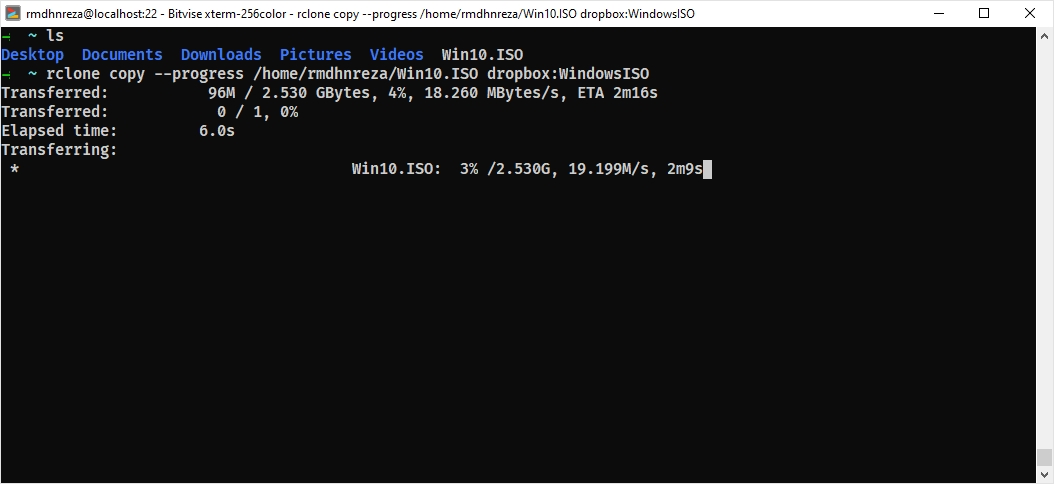 rmdhnreza@localhost:22 - Bitvise xterm-256color - rclone copy --progress /home/rmdhnreza/Win10.ISO dropbox:WindowsISO
→ ~ ls
Desktop Documents Downloads Pictures Videos Win10.ISO
→ ~ rclone copy --progress /home/rmdhnreza/Win10.ISO dropbox:WindowsISO
Transferred: 96M / 2.530 GBytes, 4%, 18.260 MBytes/s, ETA 2m16s
Transferred: 0 / 1, 0%
Elapsed time: 6.0s
Transferring:
* Win10.ISO: 3% /2.530G, 19.199M/s, 2m9s